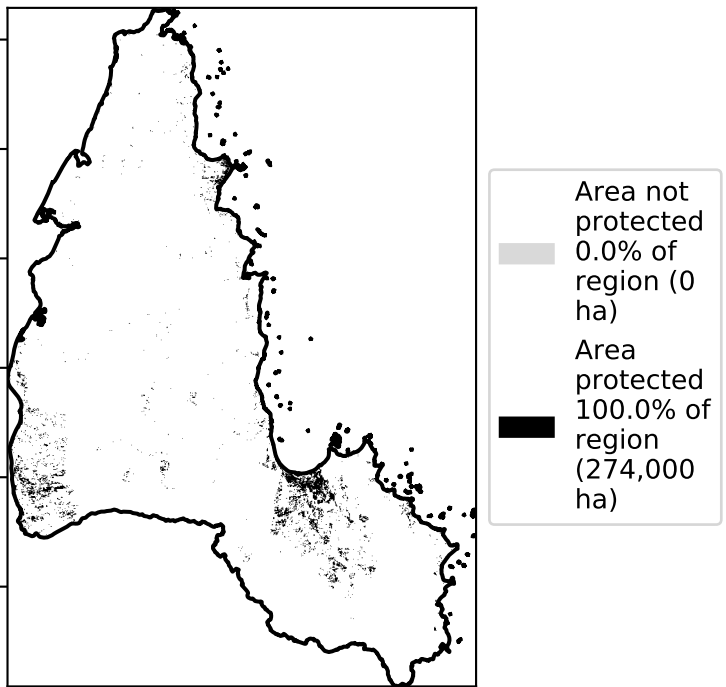 Area not
protected
0.0% of
region (0
ha)
Area
protected
100.0% of
region
(274,000
ha)